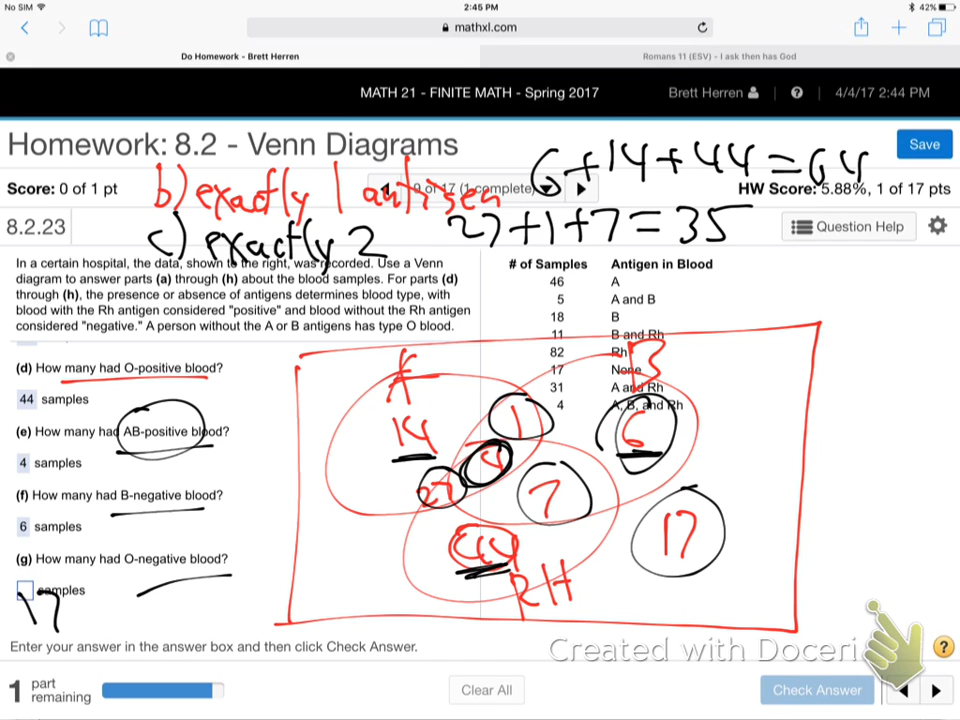 No SIM 2:45 PM 42%
mathxl.com
Do Homework - Brett Herren Romans 11 (ESV) - I ask then has God
MATH 21 - FINITE MATH - Spring 2017 Brett Herren 4/4/17 2:44 PM
Homework: 8.2 - Venn Diagrams Save
6+14+44=64
Score: 0 of 1 pt 9 of 17 (1 complete) HW Score: 5.88%, 1 of 17 pts
b) exactly 1 antigen
8.2.23 Question Help
c) exactly 2 27+1+7=35
In a certain hospital, the data, shown to the right, was recorded. Use a Venn
diagram to answer parts (a) through (h) about the blood samples. For parts (d)
through (h), the presence or absence of antigens determines blood type, with
blood with the Rh antigen considered "positive" and blood without the Rh antigen
considered "negative." A person without the A or B antigens has type O blood.
# of Samples Antigen in Blood
46 A
5 A and B
18 B
11 B and Rh
82 Rh
17 None
31 A and Rh
4 A, B, and Rh
(d) How many had O-positive blood?
44 samples
(e) How many had AB-positive blood?
4 samples
(f) How many had B-negative blood?
6 samples
(g) How many had O-negative blood?
samples
17
A B
14 1 6
27 4 7 17
44
RH
Enter your answer in the answer box and then click Check Answer.
Created with Doceri
1 part remaining Clear All Check Answer